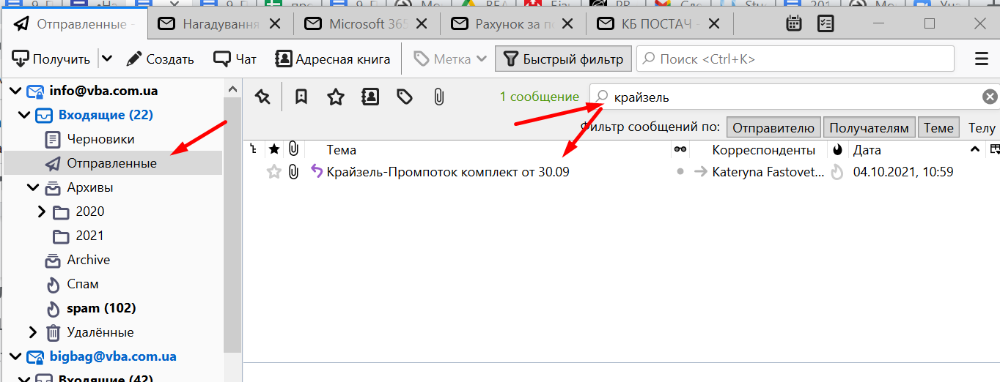 Отправленные -
Нагадування
Microsoft 365
Рахунок за по
КБ ПОСТАЧ -
Получить
Создать
Чат
Адресная книга
Метка
Быстрый фильтр
Поиск <Ctrl+K>
info@vba.com.ua
Входящие (22)
Черновики
Отправленные
Архивы
2020
2021
Archive
Спам
spam (102)
Удалённые
bigbag@vba.com.ua
Входящие (42)
1 сообщение
крайзель
Фильтр сообщений по: Отправителю Получателям Теме Телу
Тема Корреспонденты Дата
Крайзель-Промпоток комплект от 30.09 Kateryna Fastovet... 04.10.2021, 10:59